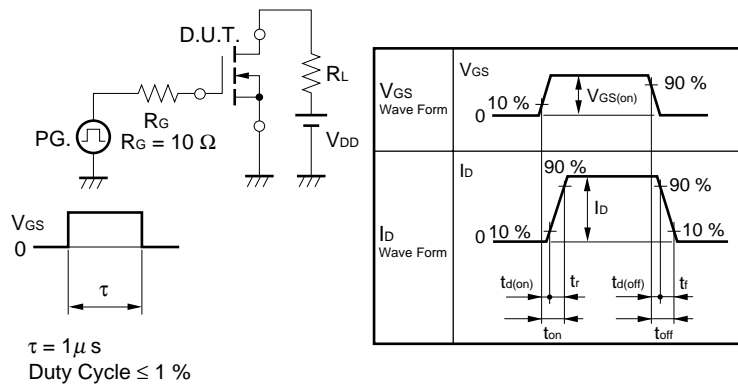 D.U.T.
RL
RG
RG = 10 Ω
PG.
VDD
VGS
0
τ
τ = 1μ s
Duty Cycle ≤ 1 %
VGS
Wave Form
VGS
10 %
0
VGS(on)
90 %
ID
Wave Form
ID
90 %
90 %
0 10 %
ID
10 %
td(on) tr td(off) tf
ton toff